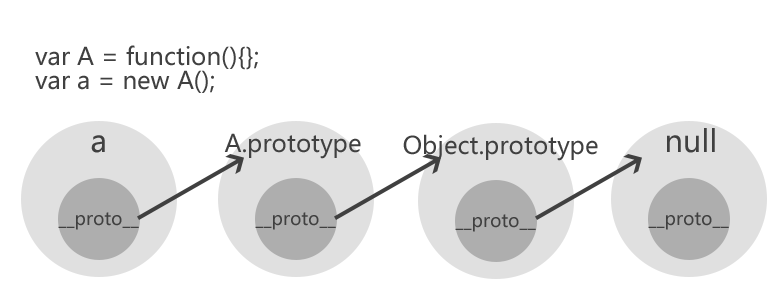 var A = function(){};
var a = new A();
a
A.prototype
Object.prototype
null
__proto__
__proto__
__proto__
__proto__